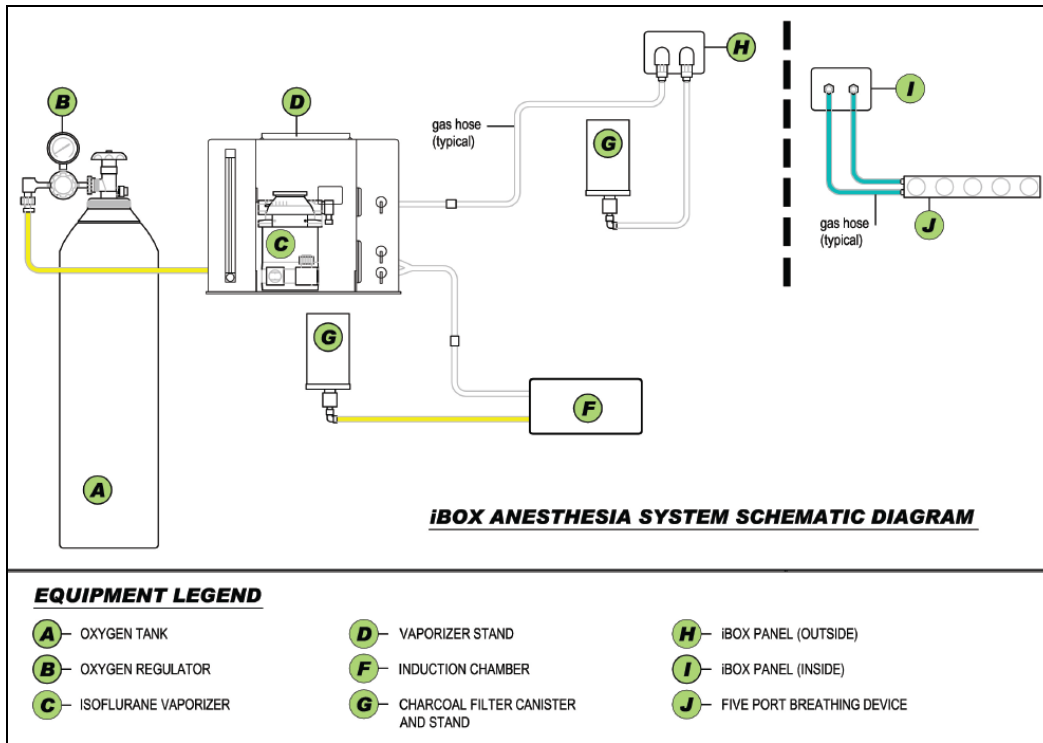 B
D
H
I
gas hose
(typical)
G
C
gas hose
(typical)
J
G
F
A
iBOX ANESTHESIA SYSTEM SCHEMATIC DIAGRAM
EQUIPMENT LEGEND
A OXYGEN TANK
B OXYGEN REGULATOR
C ISOFLURANE VAPORIZER
D VAPORIZER STAND
F INDUCTION CHAMBER
G CHARCOAL FILTER CANISTER
AND STAND
H iBOX PANEL (OUTSIDE)
I iBOX PANEL (INSIDE)
J FIVE PORT BREATHING DEVICE